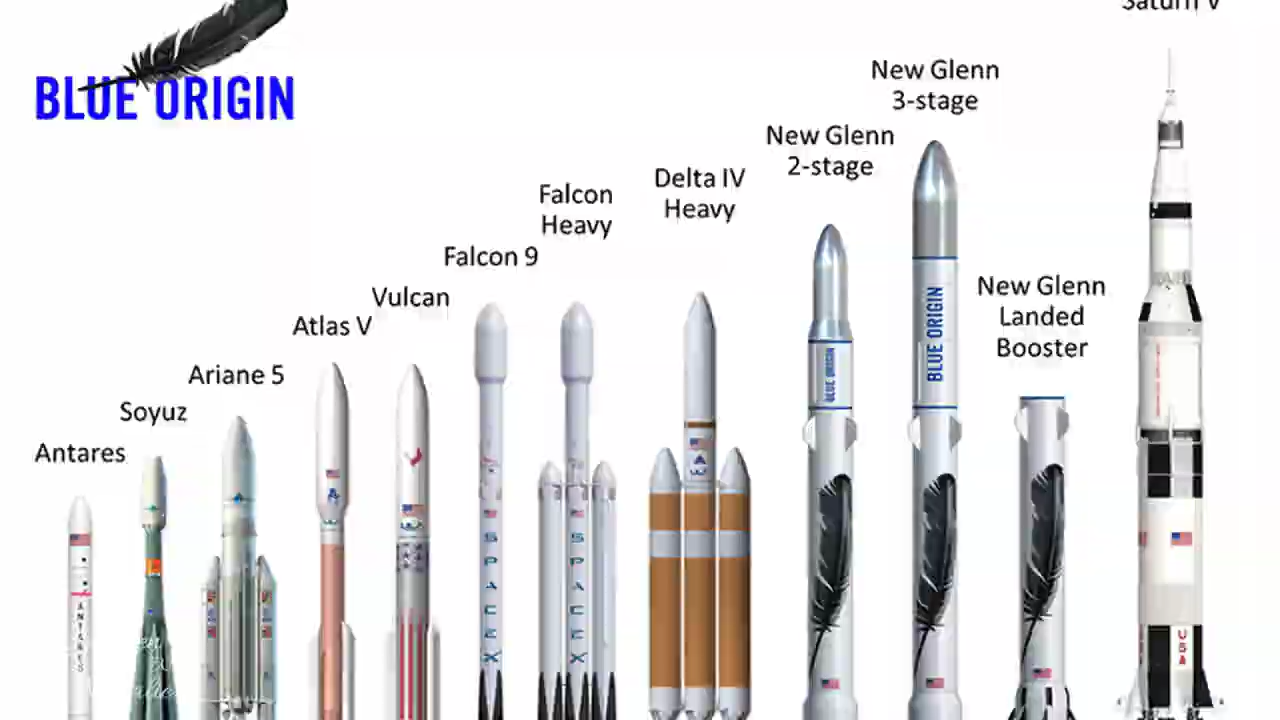 Saturn V
BLUE ORIGIN
New Glenn
3-stage
New Glenn
2-stage
Delta IV
Heavy
Falcon
Heavy
Falcon 9
New Glenn
Landed
Booster
Vulcan
Atlas V
Ariane 5
Soyuz
Antares
BLUE ORIGIN
BLUE ORIGIN
SPACEX
SPACEX
ANTARES
USA